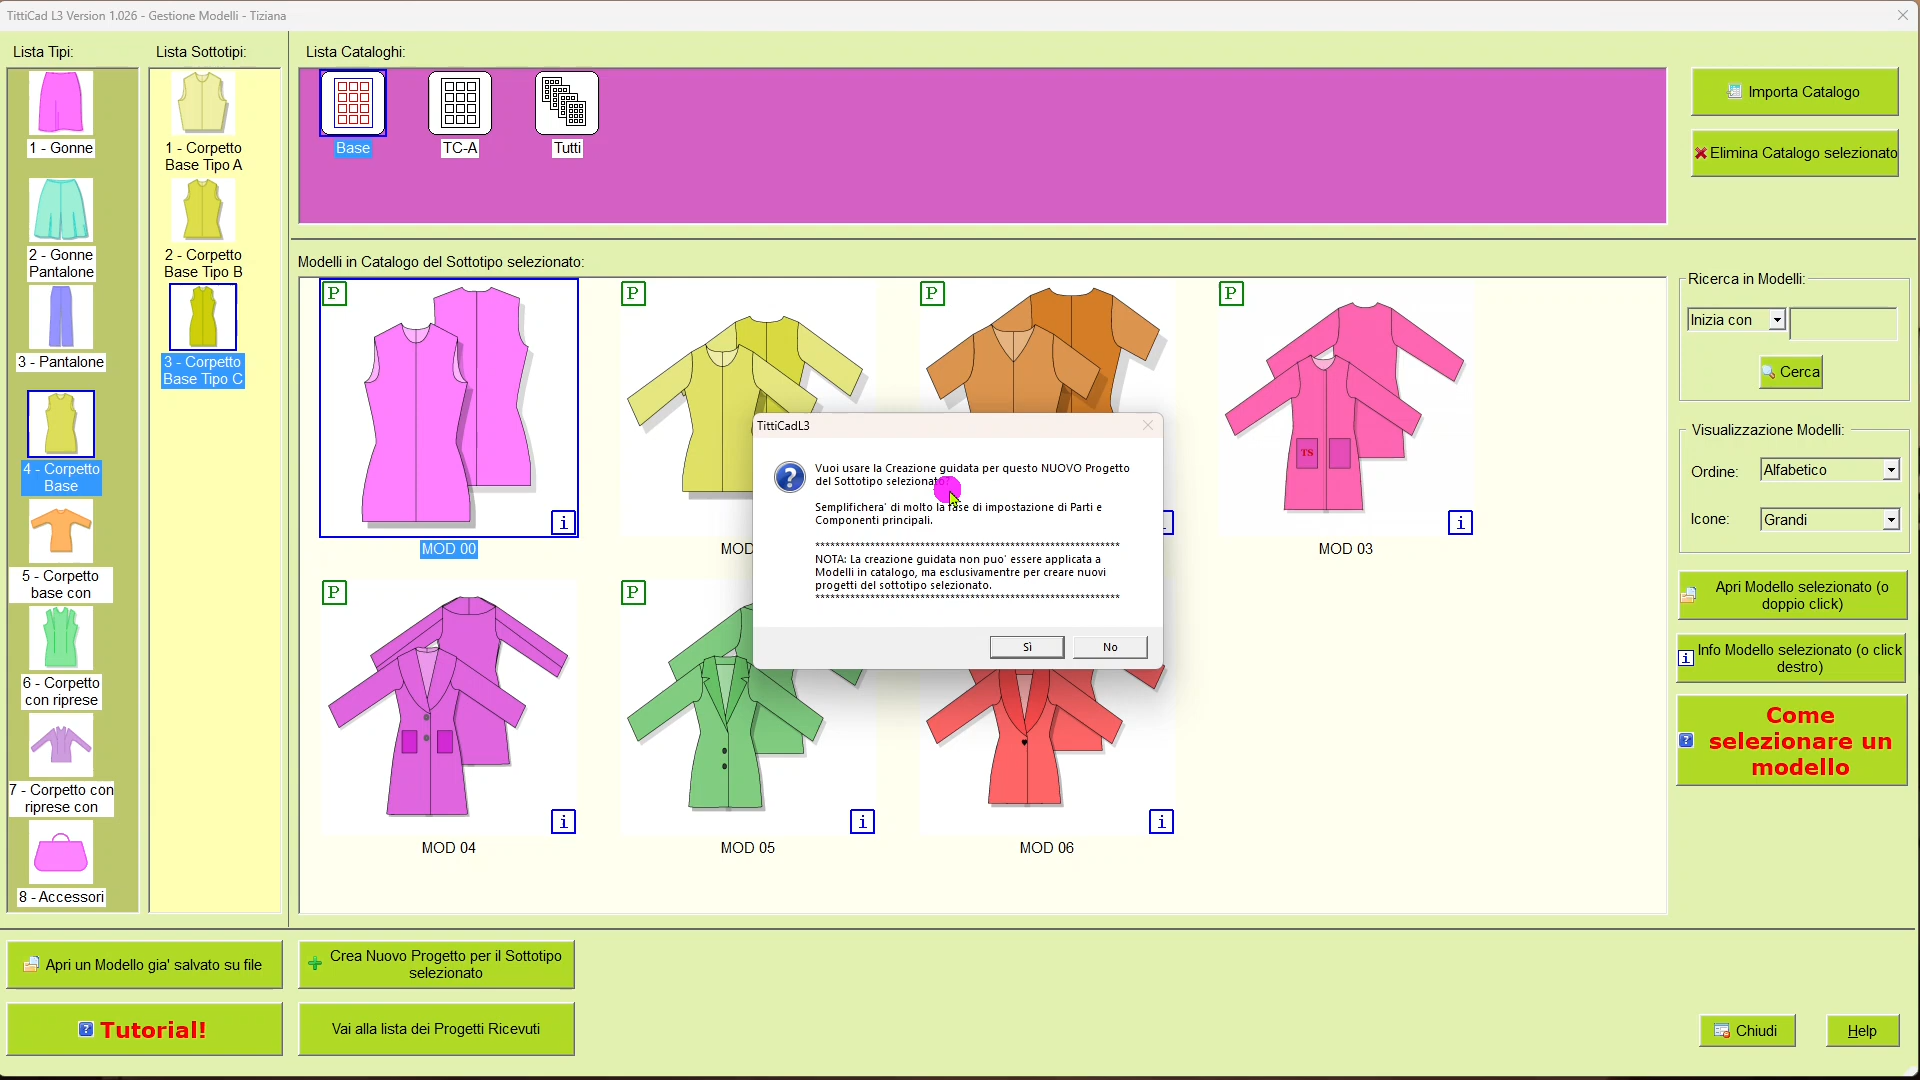 TittiCad L3 Version 1.026 - Gestione Modelli - Tiziana
Lista Tipi:
1 - Gonne
2 - Gonne
Pantalone
3 - Pantalone
4 - Corpetto
Base
5 - Corpetto
base con
6 - Corpetto
con riprese
7 - Corpetto con
riprese con
8 - Accessori
Lista Sottotipi:
1 - Corpetto
Base Tipo A
2 - Corpetto
Base Tipo B
3 - Corpetto
Base Tipo C
Lista Cataloghi:
Base
TC-A
Tutti
Importa Catalogo
Elimina Catalogo selezionato
Modelli in Catalogo del Sottotipo selezionato:
P
P
P
P
TS
i
i
MOD 00
MOD
MOD 03
P
P
i
i
i
MOD 04
MOD 05
MOD 06
TittiCadL3
?
Vuoi usare la Creazione guidata per questo NUOVO Progetto
del Sottotipo selezionato?
Semplifichera' di molto la fase di impostazione di Parti e
Componenti principali.
*************************************************************
NOTA: La creazione guidata non puo' essere applicata a
Modelli in catalogo, ma esclusivamentre per creare nuovi
progetti del sottotipo selezionato.
*************************************************************
Sì
No
Ricerca in Modelli:
Inizia con
Cerca
Visualizzazione Modelli:
Ordine:
Alfabetico
Icone:
Grandi
Apri Modello selezionato (o
doppio click)
i
Info Modello selezionato (o click
destro)
?
Come
selezionare un
modello
Apri un Modello gia' salvato su file
Crea Nuovo Progetto per il Sottotipo
selezionato
? Tutorial!
Vai alla lista dei Progetti Ricevuti
Chiudi
Help